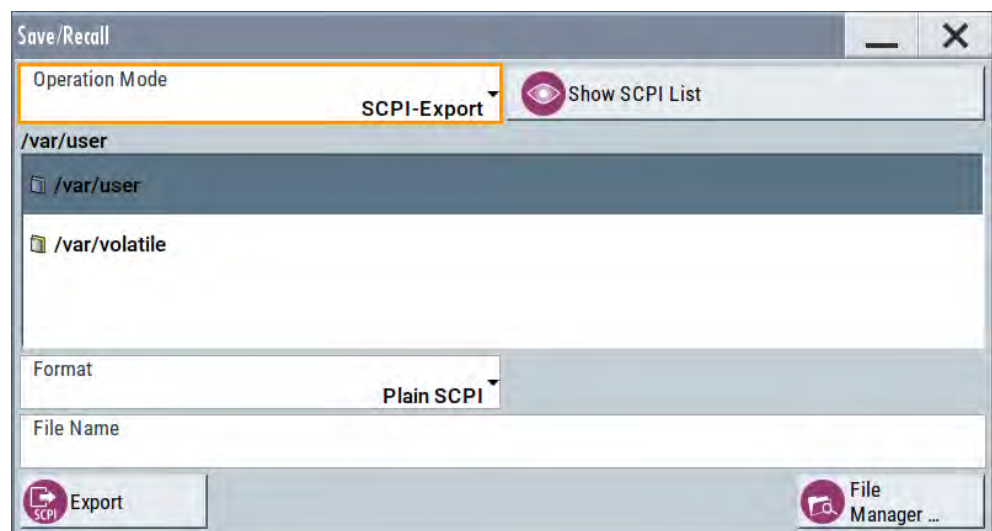 Save/Recall
Operation Mode
SCPI-Export
Show SCPI List
/var/user
/var/user
/var/volatile
Format
Plain SCPI
File Name
SCPI
Export
File
Manager ...